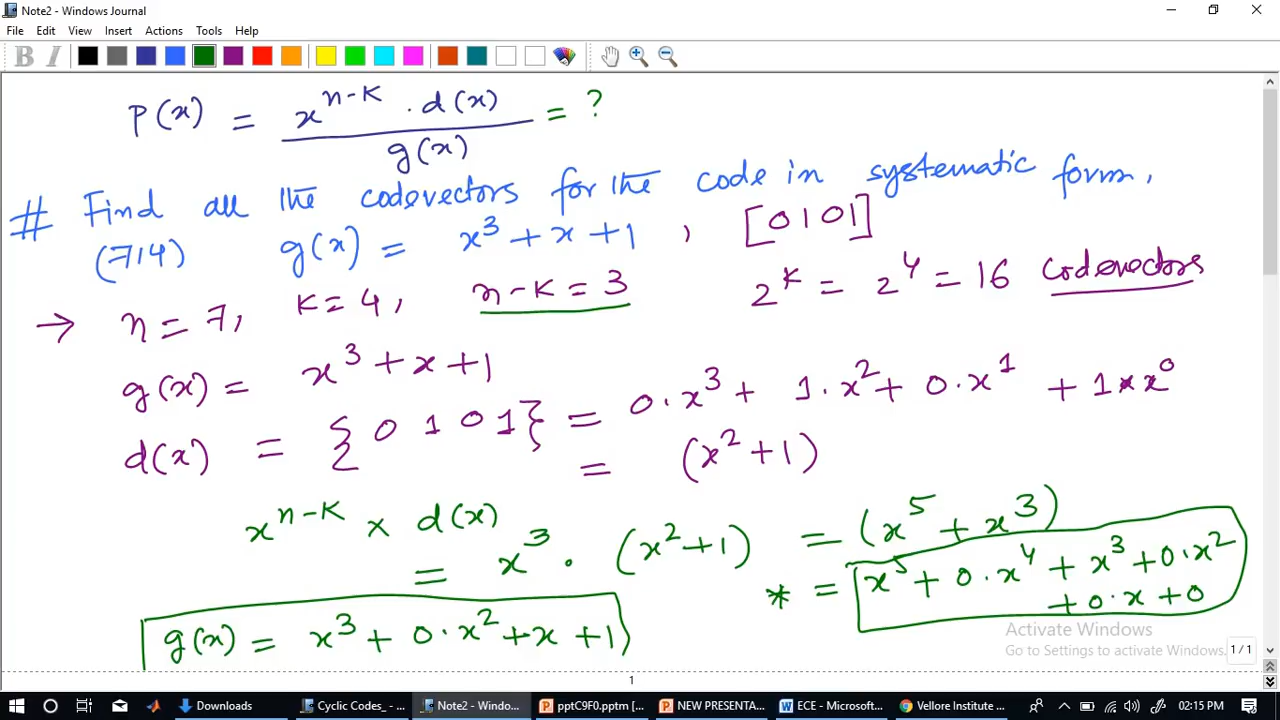 Note2 - Windows Journal
File Edit View Insert Actions Tools Help
B I
P(x) = x^{n-k} . d(x) / g(x) = ?
# Find all the codevectors for the code in systematic form.
(7,4) g(x) = x^3 + x + 1 , [0101]
→ n = 7, k = 4, n-k = 3 2^k = 2^4 = 16 codevectors
g(x) = x^3 + x + 1
d(x) = {0 1 0 1} = 0·x^3 + 1·x^2 + 0·x^1 + 1*x^0
= (x^2 + 1)
x^{n-k} × d(x)
= x^3 . (x^2+1) = (x^5 + x^3)
* = x^5 + 0·x^4 + x^3 + 0·x^2
+ 0·x + 0
g(x) = x^3 + 0·x^2 + x + 1
Activate Windows
Go to Settings to activate Windows.
1 / 1
1
Downloads Cyclic Codes_ - ... Note2 - Windo... pptC9F0.pptm [... NEW PRESENTA... ECE - Microsoft... Vellore Institute ... 02:15 PM